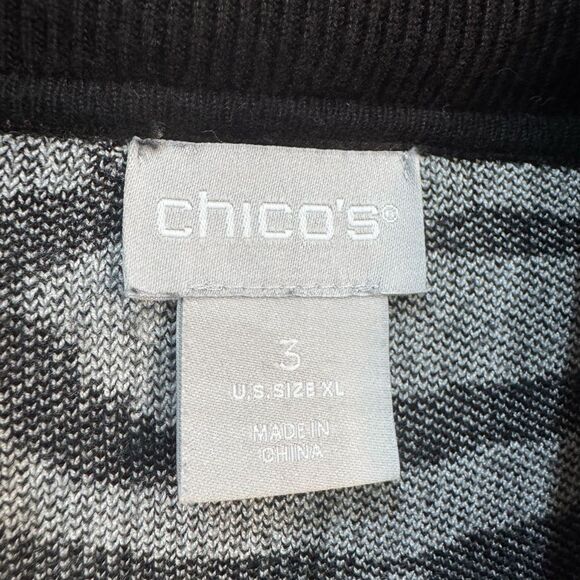 chico's©
3
U.S. SIZE XL
MADE IN
CHINA